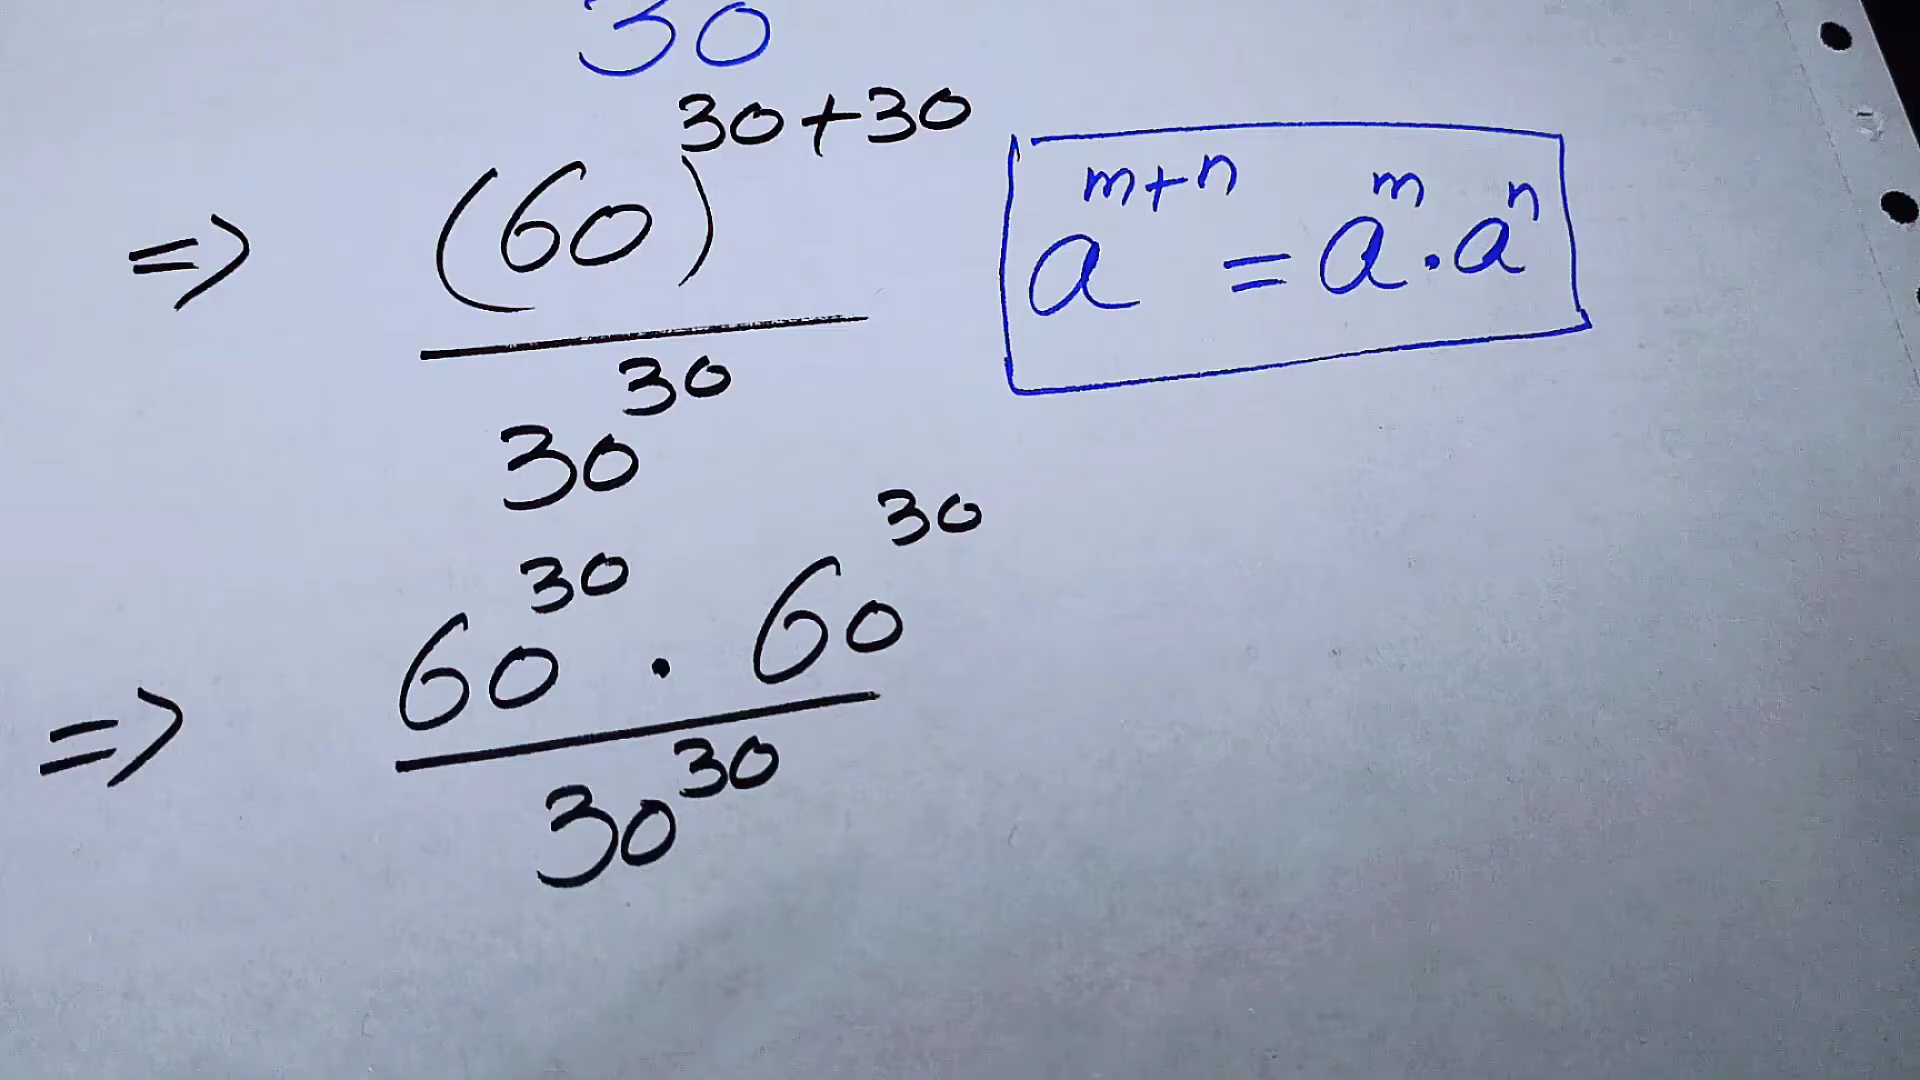 30
=> (60)^{30+30} / 30^{30}
a^{m+n} = a^m . a^n
=> 60^{30} . 60^{30} / 30^{30}